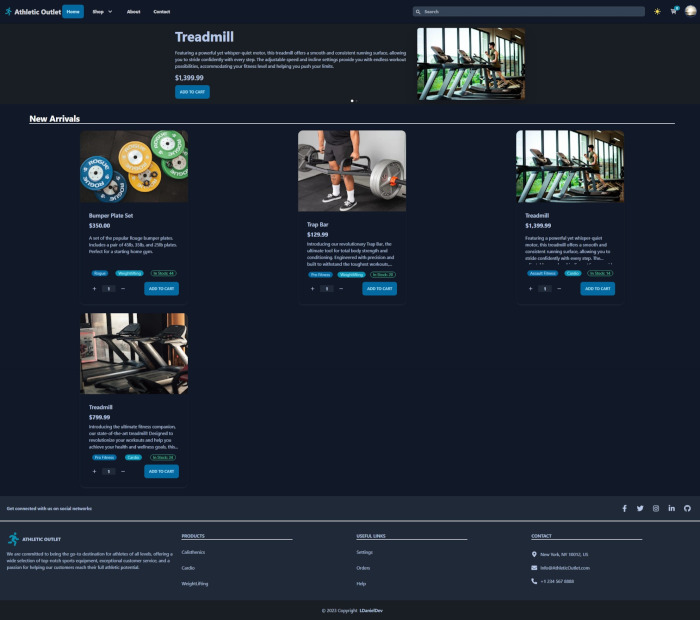 Athletic Outlet
Home
Shop
About
Contact
Search
Treadmill
Featuring a powerful yet whisper-quiet motor, this treadmill offers a smooth and consistent running surface, allowing
you to stride confidently with every step. The adjustable speed and incline settings provide you with endless workout
possibilities, accommodating your fitness level and helping you push your limits.
$1,399.99
ADD TO CART
New Arrivals
ROGUE
ROGUE
ROGUE
Bumper Plate Set
$350.00
A set of the popular Rogue bumper plates.
Includes a pair of 45lb, 35lb, and 25lb plates.
Perfect for a starting home gym.
Rogue
Weightlifting
In Stock: 44
+ 1 −
ADD TO CART
Trap Bar
$129.99
Introducing our revolutionary Trap Bar, the
ultimate tool for total body strength and
conditioning. Engineered with precision and
built to withstand the toughest workouts,...
Pro Fitness
Weightlifting
+ 1 −
ADD TO CART
Treadmill
$1,399.99
Featuring a powerful yet whisper-quiet
motor, this treadmill offers a smooth and
consistent running surface, allowing you to
stride confidently with every step. The...
Assault Fitness
Cardio
In Stock: 14
+ 1 −
ADD TO CART
Treadmill
$799.99
Introducing the ultimate fitness companion,
our state-of-the-art treadmill! Designed to
revolutionize your workouts and help you
achieve your health and wellness goals, this...
Pro Fitness
Cardio
+ 1 −
ADD TO CART
Get connected with us on social networks
ATHLETIC OUTLET
We are committed to being the go-to destination for athletes of all levels, offering a
wide selection of top-notch sports equipment, exceptional customer service, and a
passion for helping our customers reach their full athletic potential.
PRODUCTS
Calisthenics
Cardio
Weightlifting
USEFUL LINKS
Settings
Orders
Help
CONTACT
New York, NY 10012, US
Info@AthleticOutlet.com
+1 234 567 8888
© 2023 Copyright: LDanielDev